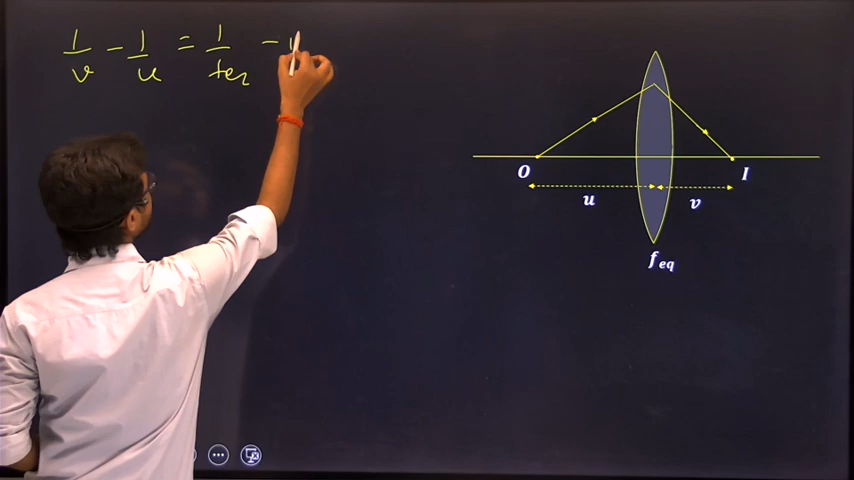 1/v - 1/u = 1/feq -
O
I
u
v
feq